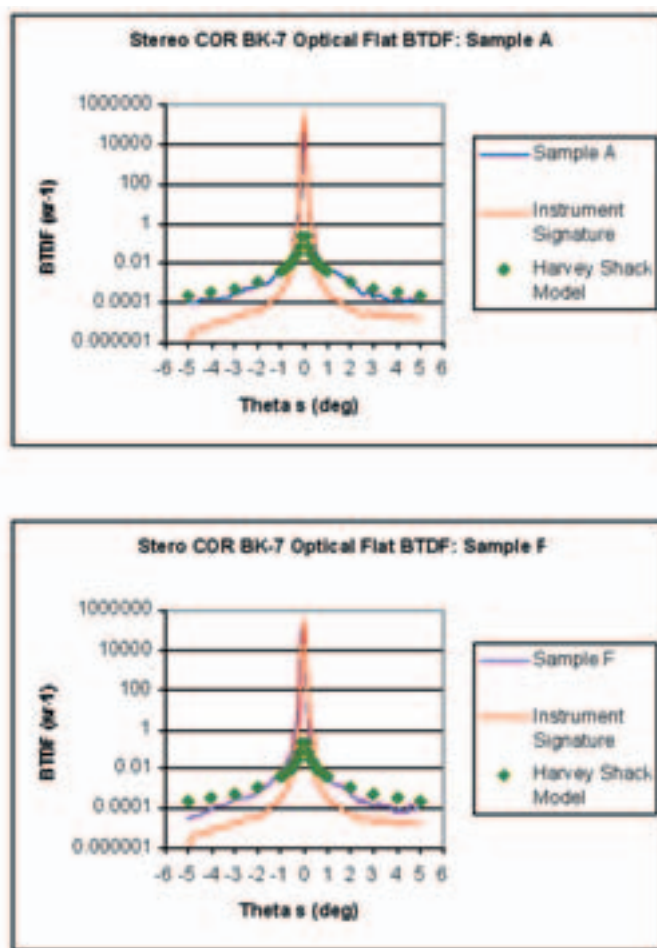 Stereo COR BK-7 Optical Flat BTDF: Sample A
1000000
10000
100
1
0.01
0.0001
0.000001
BTDF (sr-1)
-6 -5 -4 -3 -2 -1 0 1 2 3 4 5 6
Theta s (deg)
Sample A
Instrument
Signature
Harvey Shack
Model
Stero COR BK-7 Optical Flat BTDF: Sample F
1000000
10000
100
1
0.01
0.0001
0.000001
BTDF (sr-1)
-6 -5 -4 -3 -2 -1 0 1 2 3 4 5 6
Theta s (deg)
Sample F
Instrument
Signature
Harvey Shack
Model